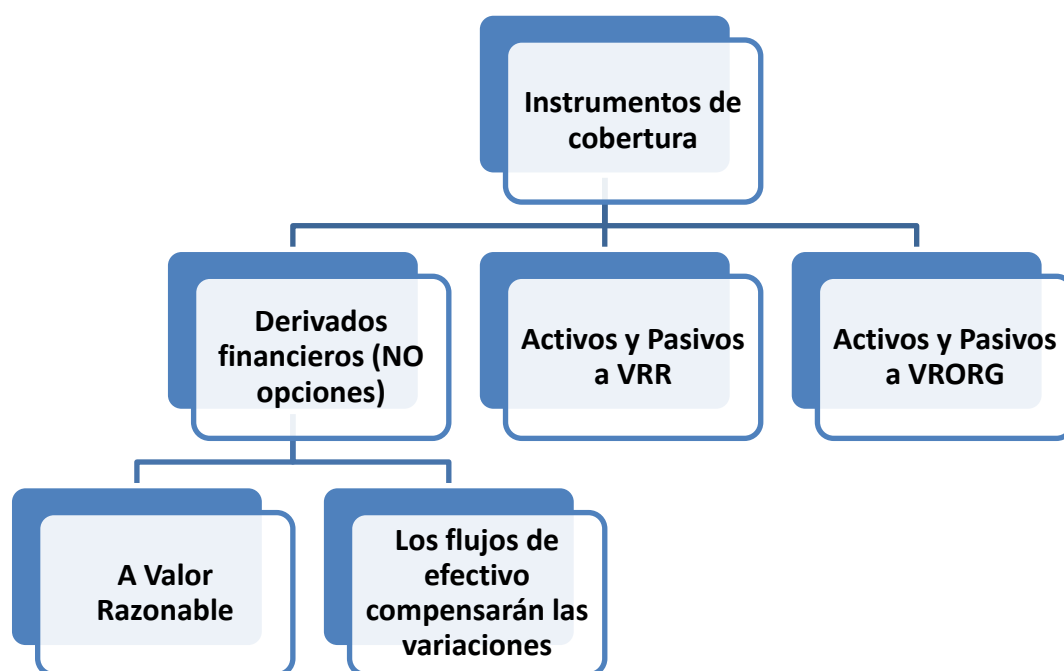 Instrumentos de
cobertura
Derivados
financieros (NO
opciones)
Activos y Pasivos
a VRR
Activos y Pasivos
a VRORG
A Valor
Razonable
Los flujos de
efectivo
compensarán las
variaciones